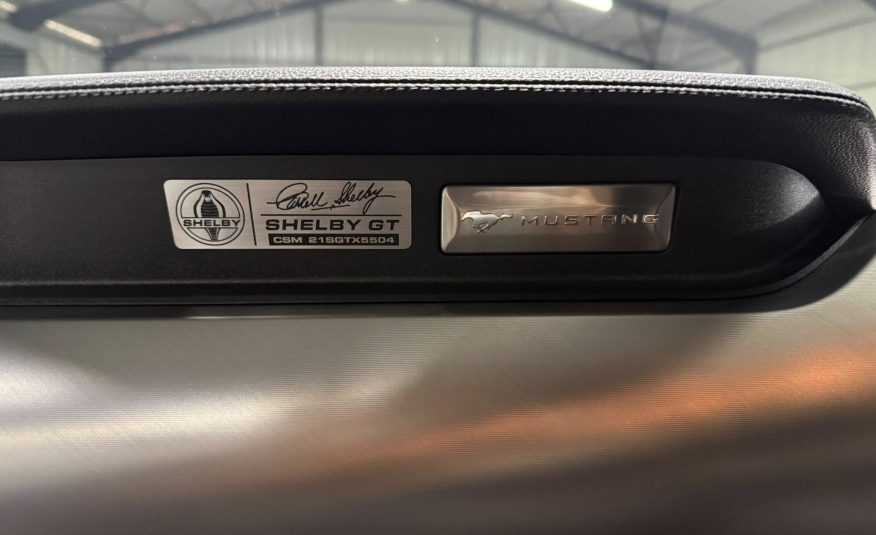 SHELBY
Carroll Shelby
SHELBY GT
CSM 21SGTX5504
MUSTANG